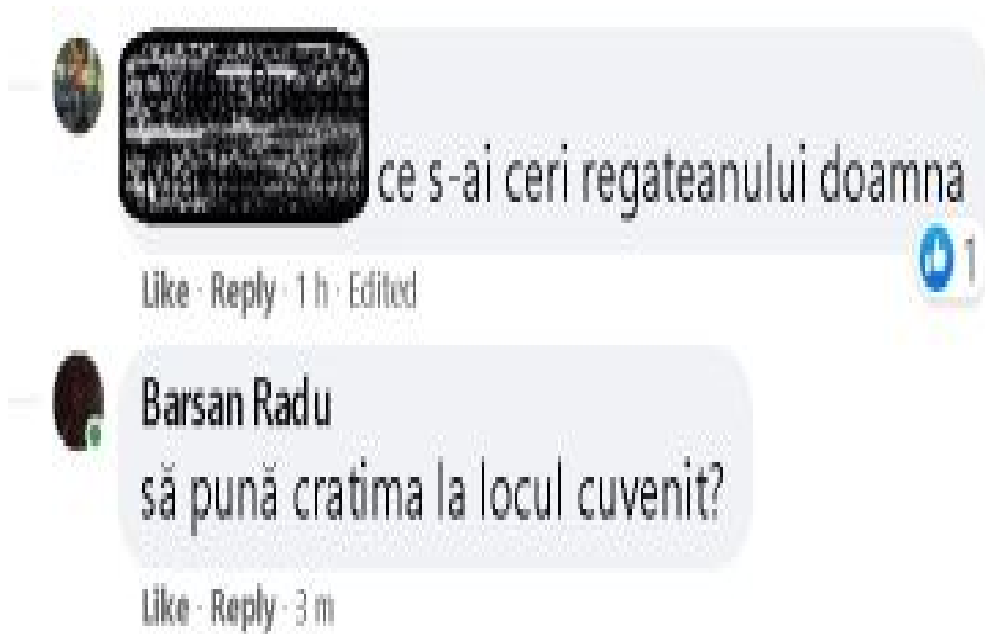 ce s-ai ceri regateanului doamna
1
Like · Reply · 1 h · Edited
Barsan Radu
să pună cratima la locul cuvenit?
Like · Reply · 3 m